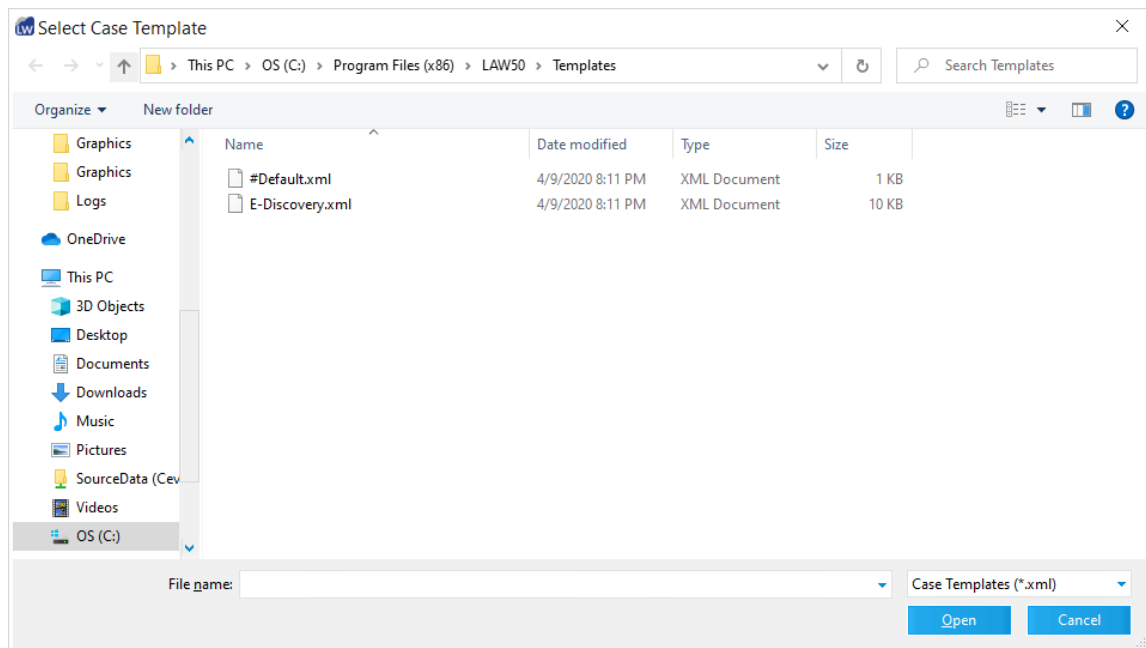 LW Select Case Template
This PC > OS (C:) > Program Files (x86) > LAW50 > Templates
Search Templates
Organize
New folder
?
Name
Date modified
Type
Size
#Default.xml 4/9/2020 8:11 PM XML Document 1 KB
E-Discovery.xml 4/9/2020 8:11 PM XML Document 10 KB
Graphics
Graphics
Logs
OneDrive
This PC
3D Objects
Desktop
Documents
Downloads
Music
Pictures
SourceData (Cev
Videos
OS (C:)
File name:
Case Templates (*.xml)
Open
Cancel